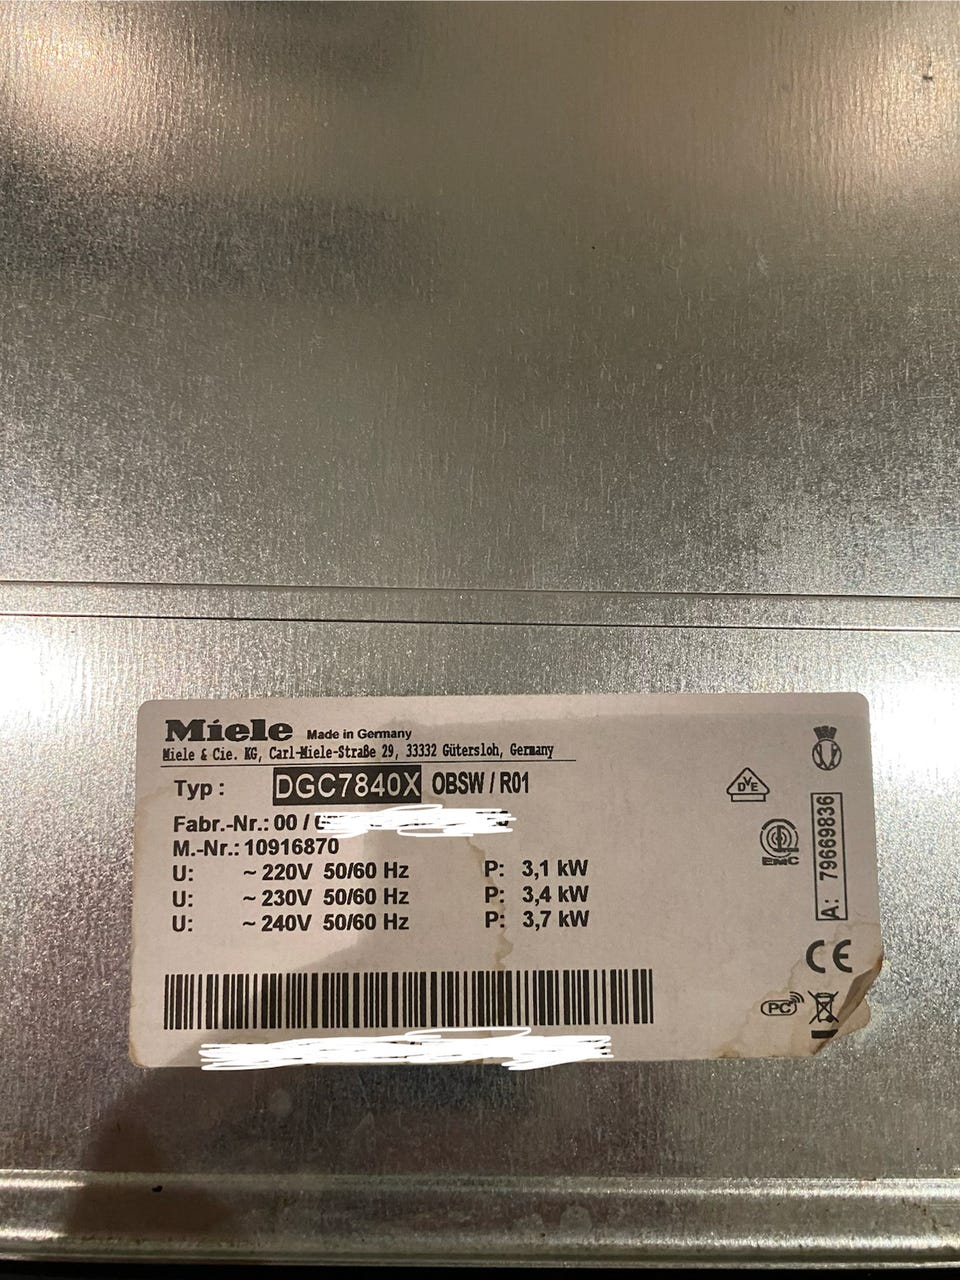 Miele Made in Germany
Miele & Cie. KG, Carl-Miele-Straße 29, 33332 Gütersloh, Germany
Typ : DGC7840X OBSW / R01
Fabr.-Nr.: 00 /
M.-Nr.: 10916870
U: ~ 220V 50/60 Hz P: 3,1 kW
U: ~ 230V 50/60 Hz P: 3,4 kW
U: ~ 240V 50/60 Hz P: 3,7 kW
DVE
EMC
A: 79669836
CE
PC